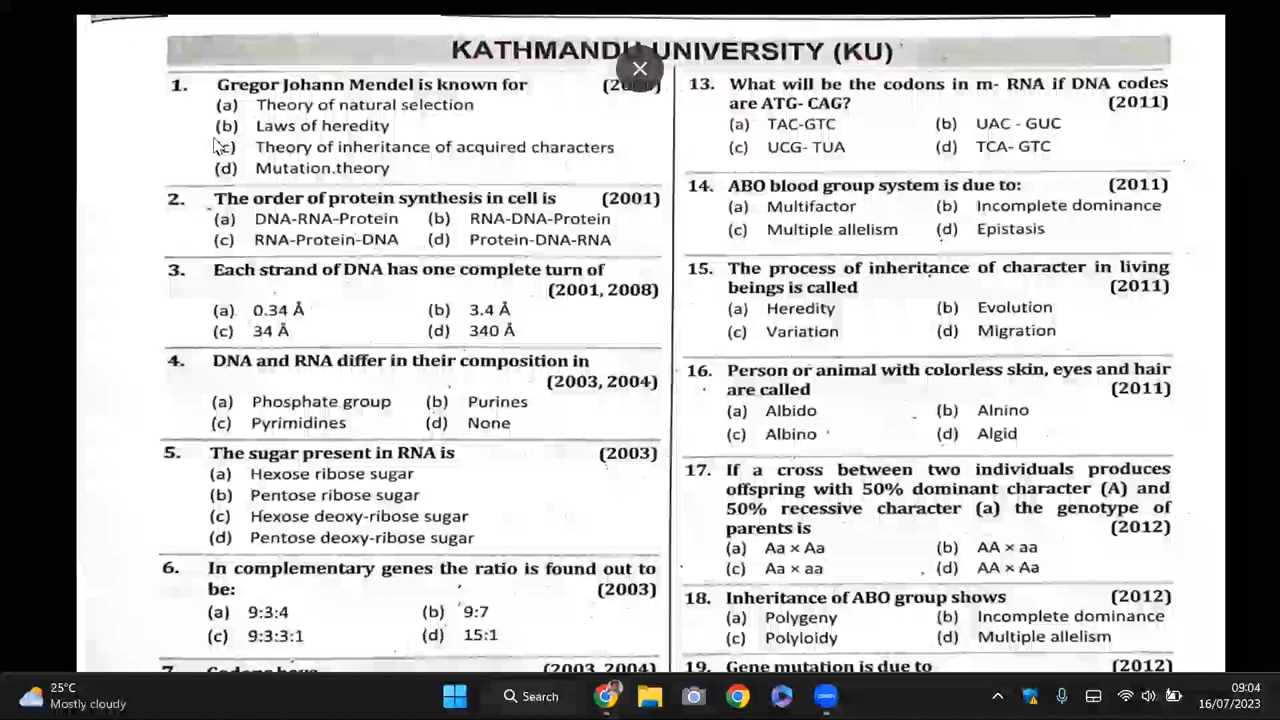 KATHMANDU UNIVERSITY (KU)
1. Gregor Johann Mendel is known for
(a) Theory of natural selection
(b) Laws of heredity
(c) Theory of inheritance of acquired characters
(d) Mutation.theory
2. The order of protein synthesis in cell is (2001)
(a) DNA-RNA-Protein (b) RNA-DNA-Protein
(c) RNA-Protein-DNA (d) Protein-DNA-RNA
3. Each strand of DNA has one complete turn of
(2001, 2008)
(a) 0.34 Å (b) 3.4 Å
(c) 34 Å (d) 340 Å
4. DNA and RNA differ in their composition in
(2003, 2004)
(a) Phosphate group (b) Purines
(c) Pyrimidines (d) None
5. The sugar present in RNA is (2003)
(a) Hexose ribose sugar
(b) Pentose ribose sugar
(c) Hexose deoxy-ribose sugar
(d) Pentose deoxy-ribose sugar
6. In complementary genes the ratio is found out to
be: (2003)
(a) 9:3:4 (b) 9:7
(c) 9:3:3:1 (d) 15:1
7. Codons have (2003, 2004)
13. What will be the codons in m- RNA if DNA codes
are ATG- CAG? (2011)
(a) TAC-GTC (b) UAC - GUC
(c) UCG- TUA (d) TCA- GTC
14. ABO blood group system is due to: (2011)
(a) Multifactor (b) Incomplete dominance
(c) Multiple allelism (d) Epistasis
15. The process of inheritance of character in living
beings is called (2011)
(a) Heredity (b) Evolution
(c) Variation (d) Migration
16. Person or animal with colorless skin, eyes and hair
are called (2011)
(a) Albido (b) Alnino
(c) Albino (d) Algid
17. If a cross between two individuals produces
offspring with 50% dominant character (A) and
50% recessive character (a) the genotype of
parents is (2012)
(a) Aa × Aa (b) AA × aa
(c) Aa × aa (d) AA × Aa
18. Inheritance of ABO group shows (2012)
(a) Polygeny (b) Incomplete dominance
(c) Polyloidy (d) Multiple allelism
19. Gene mutation is due to (2012)
25°C
Mostly cloudy
Search
09:04
16/07/2023